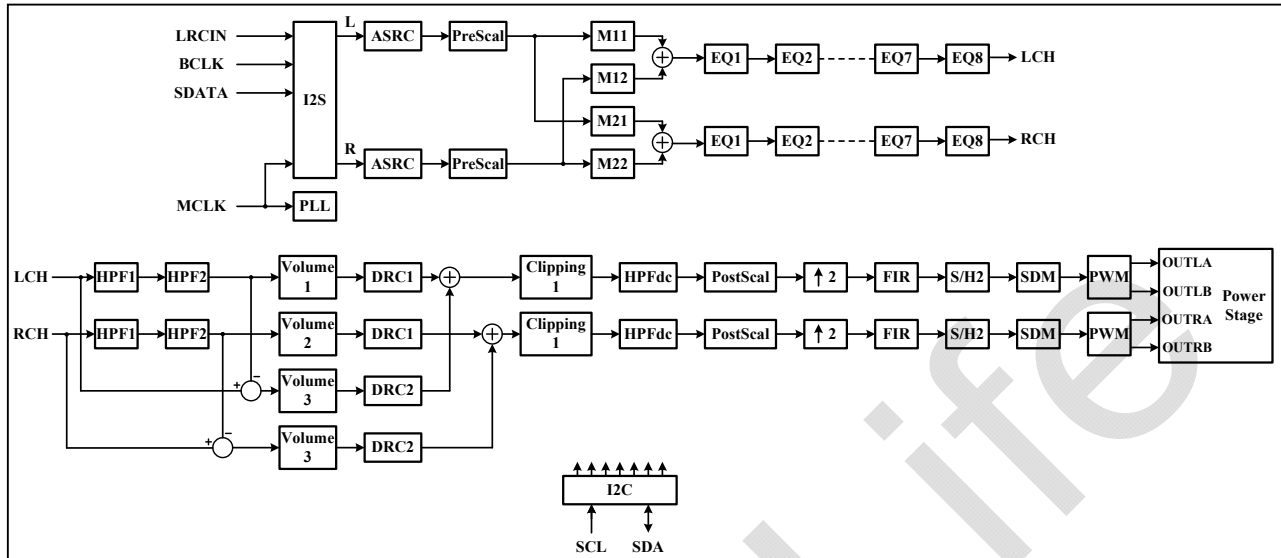 LRCIN
BCLK
SDATA
MCLK
I2S
PLL
L
R
ASRC
PreScal
ASRC
PreScal
M11
M12
M21
M22
EQ1
EQ2
EQ7
EQ8
LCH
EQ1
EQ2
EQ7
EQ8
RCH
LCH
HPF1
HPF2
Volume
1
DRC1
Clipping
1
HPFdc
PostScal
↑ 2
FIR
S/H2
SDM
PWM
OUTLA
OUTLB
RCH
HPF1
HPF2
Volume
2
DRC1
Clipping
1
HPFdc
PostScal
↑ 2
FIR
S/H2
SDM
PWM
OUTRA
OUTRB
Power
Stage
+
−
Volume
3
DRC2
+
−
Volume
3
DRC2
I2C
SCL
SDA
ife